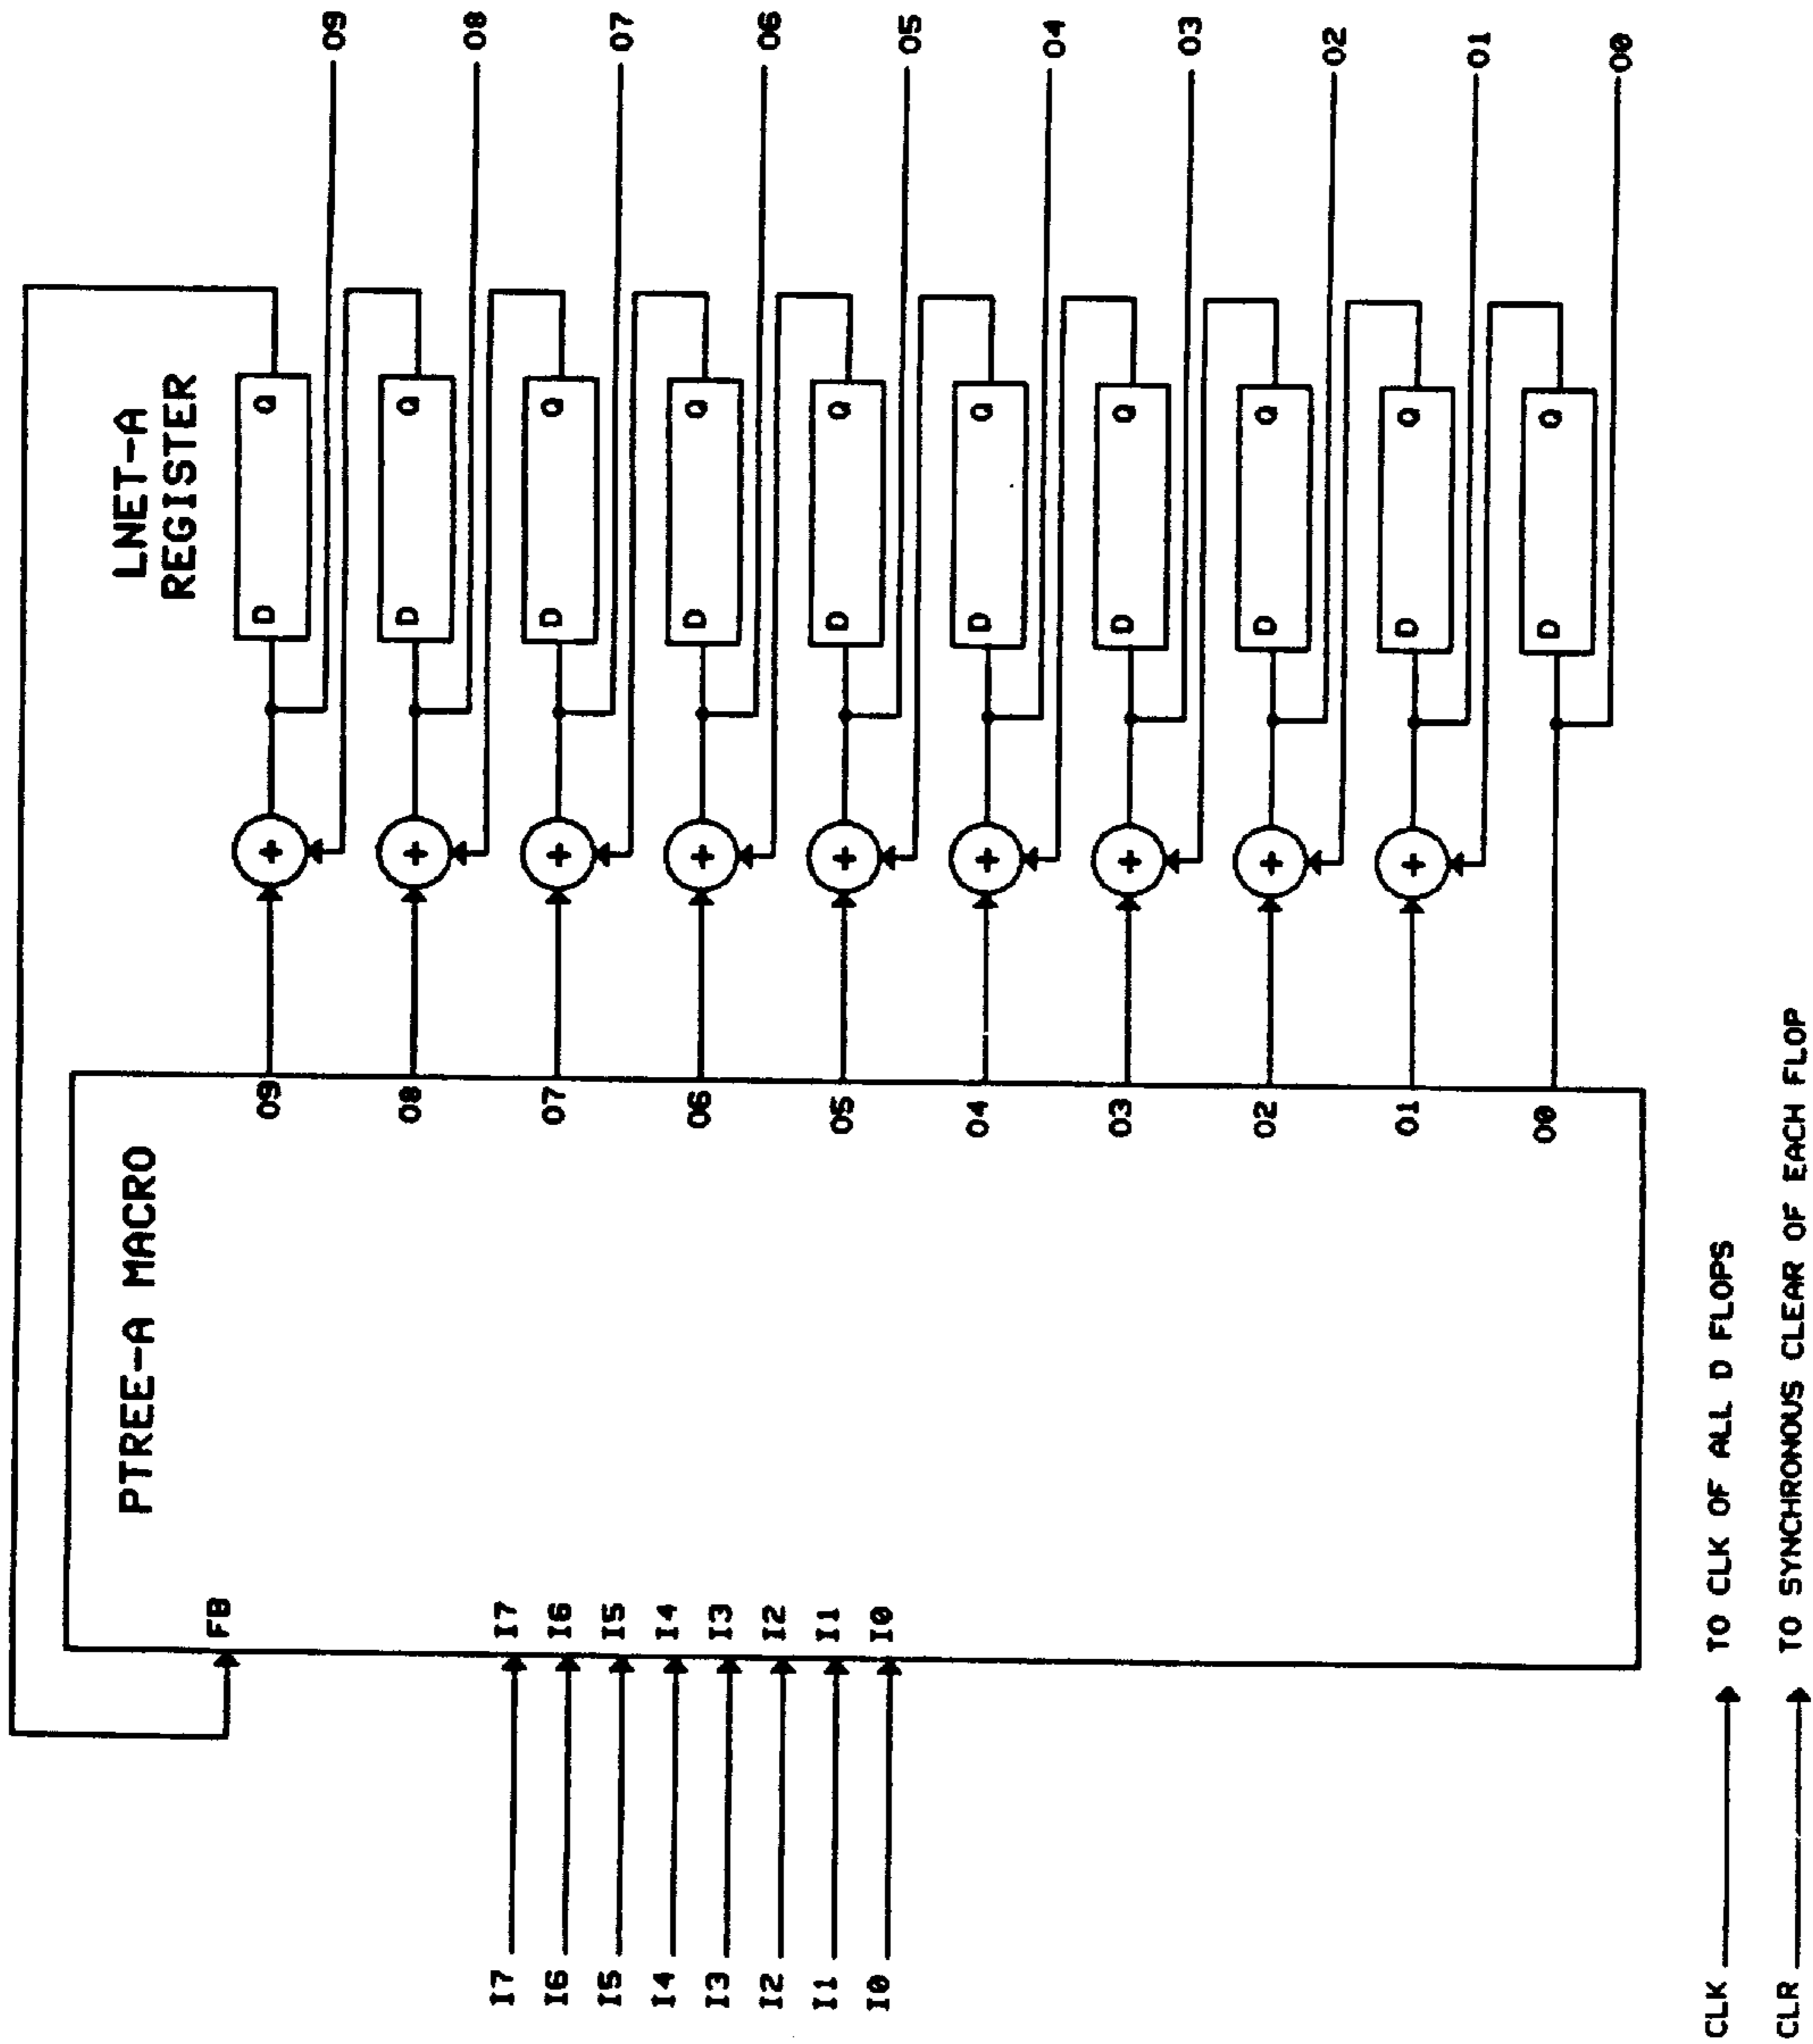 LNET-A
REGISTER
PTREE-A MACRO
FB
O9
D Q
O9
O8
D Q
O8
O7
D Q
O7
O6
D Q
O6
O5
D Q
O5
O4
D Q
O4
O3
D Q
O3
O2
D Q
O2
O1
D Q
O1
O0
D Q
O0
I7 I7
I6 I6
I5 I5
I4 I4
I3 I3
I2 I2
I1 I1
I0 I0
CLK TO CLK OF ALL D FLOPS
CLR TO SYNCHRONOUS CLEAR OF EACH FLOP